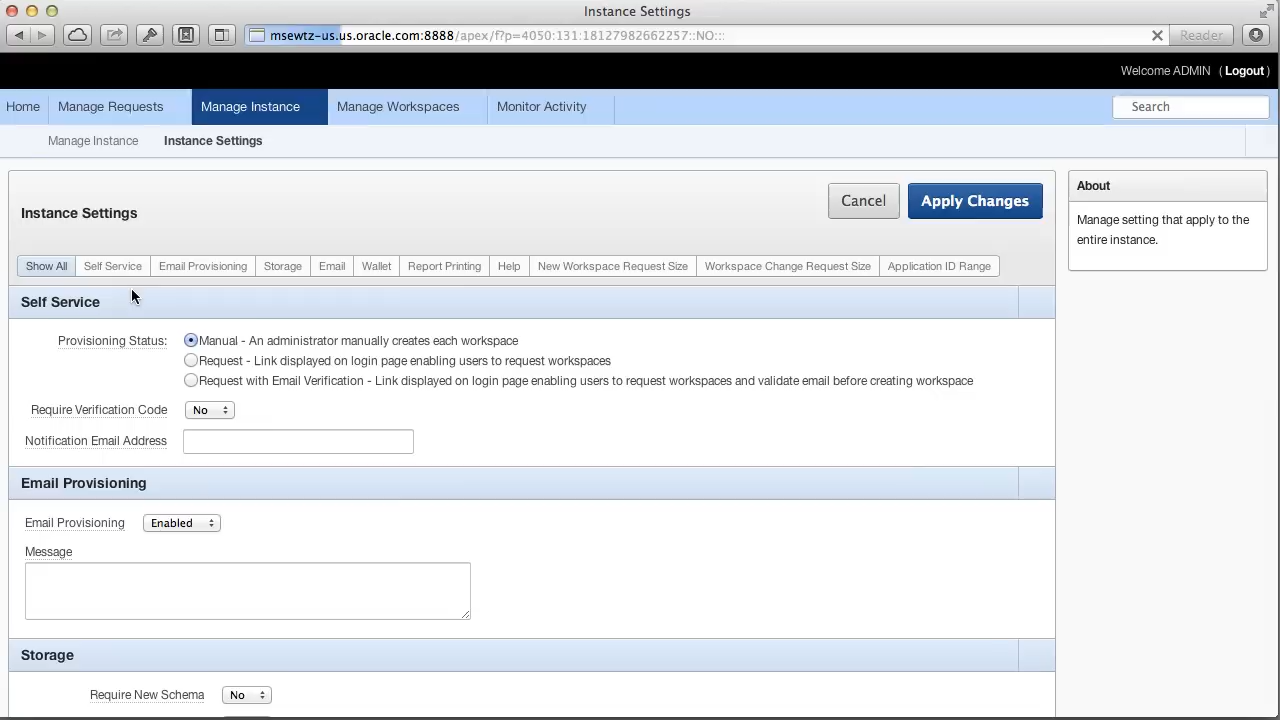 Instance Settings
msewtz-us.us.oracle.com:8888/apex/f?p=4050:131:18127982662257::NO:::
Reader
Welcome ADMIN ( Logout )
Home
Manage Requests
Manage Instance
Manage Workspaces
Monitor Activity
Search
Manage Instance
Instance Settings
Instance Settings
Cancel
Apply Changes
Show All
Self Service
Email Provisioning
Storage
Email
Wallet
Report Printing
Help
New Workspace Request Size
Workspace Change Request Size
Application ID Range
Self Service
Provisioning Status:
Manual - An administrator manually creates each workspace
Request - Link displayed on login page enabling users to request workspaces
Request with Email Verification - Link displayed on login page enabling users to request workspaces and validate email before creating workspace
Require Verification Code
No
Notification Email Address
Email Provisioning
Email Provisioning
Enabled
Message
Storage
Require New Schema
No
About
Manage setting that apply to the
entire instance.